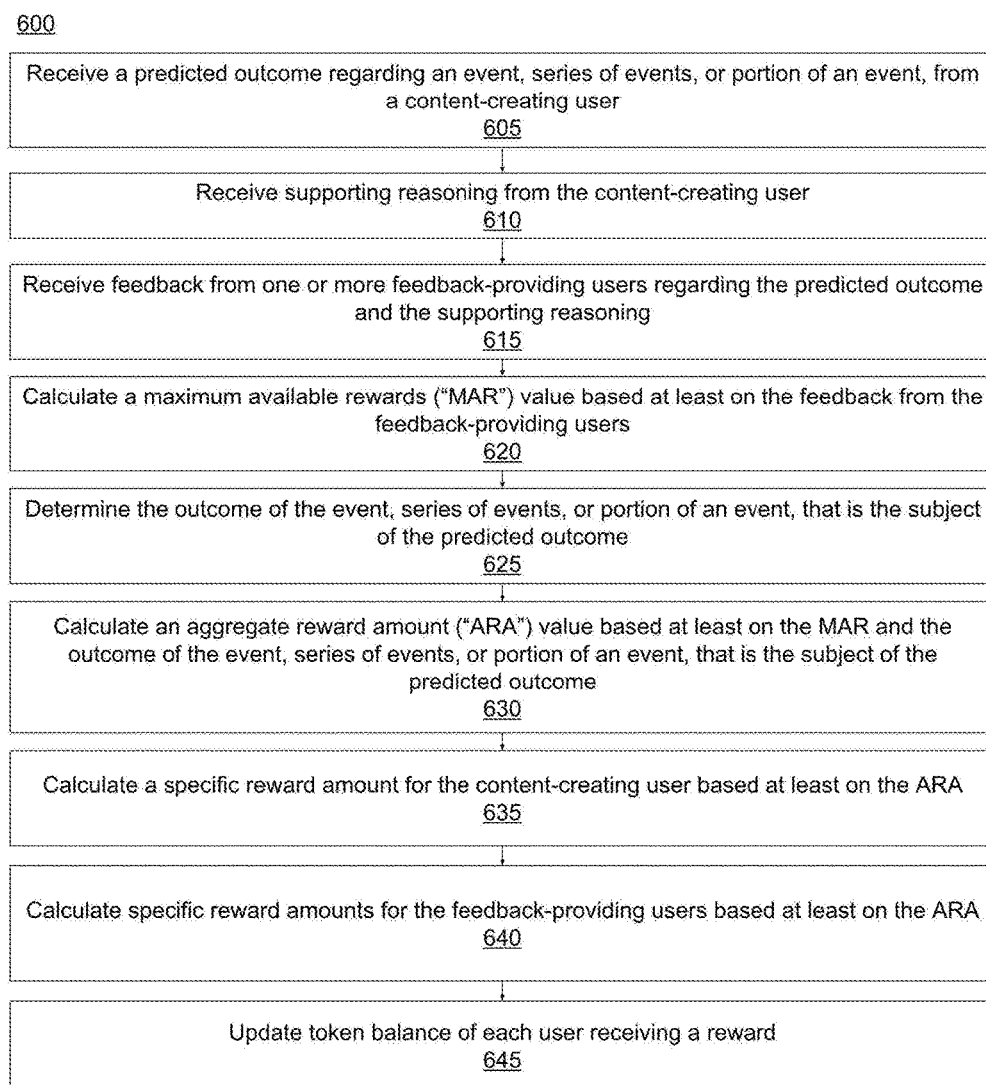 600
Receive a predicted outcome regarding an event, series of events, or portion of an event, from
a content-creating user
605
Receive supporting reasoning from the content-creating user
610
Receive feedback from one or more feedback-providing users regarding the predicted outcome
and the supporting reasoning
615
Calculate a maximum available rewards (“MAR”) value based at least on the feedback from the
feedback-providing users
620
Determine the outcome of the event, series of events, or portion of an event, that is the subject
of the predicted outcome
625
Calculate an aggregate reward amount (“ARA”) value based at least on the MAR and the
outcome of the event, series of events, or portion of an event, that is the subject of the
predicted outcome
630
Calculate a specific reward amount for the content-creating user based at least on the ARA
635
Calculate specific reward amounts for the feedback-providing users based at least on the ARA
640
Update token balance of each user receiving a reward
645